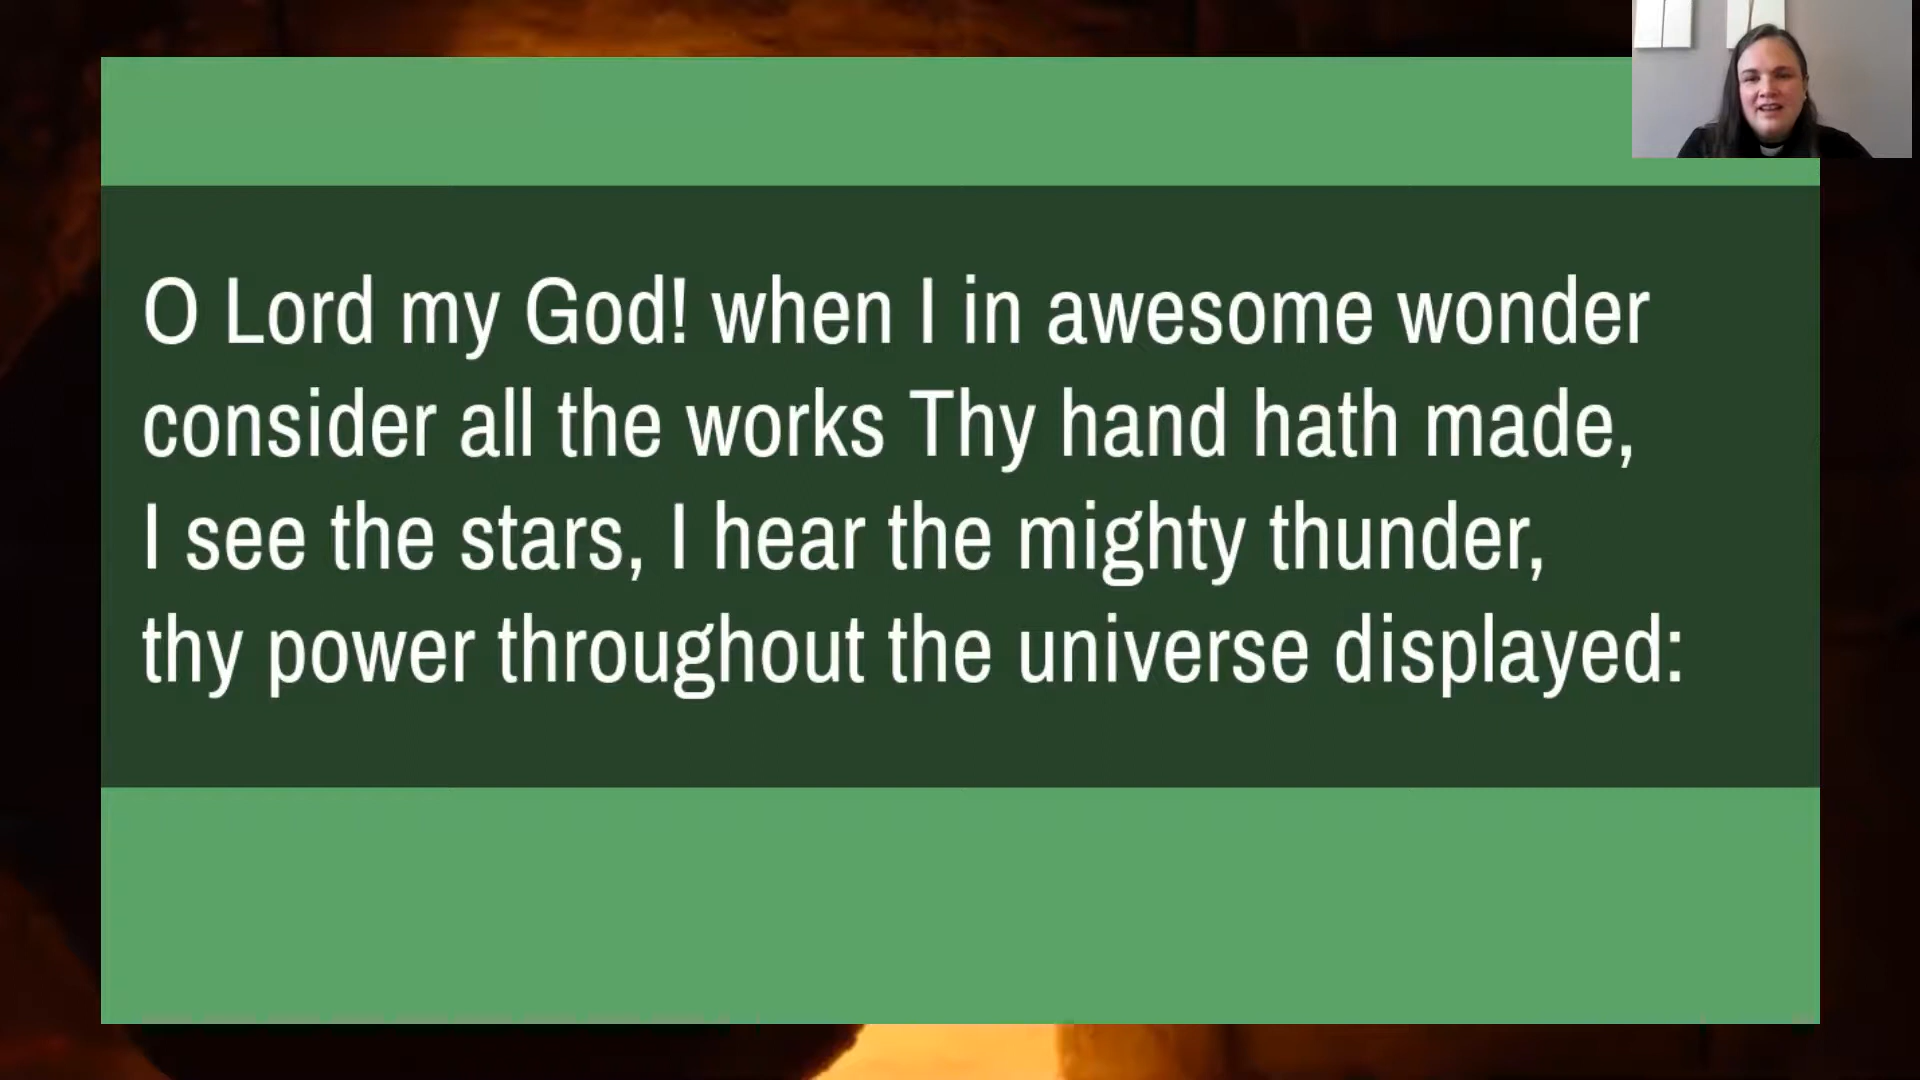 O Lord my God! when I in awesome wonder
consider all the works Thy hand hath made,
I see the stars, I hear the mighty thunder,
thy power throughout the universe displayed: